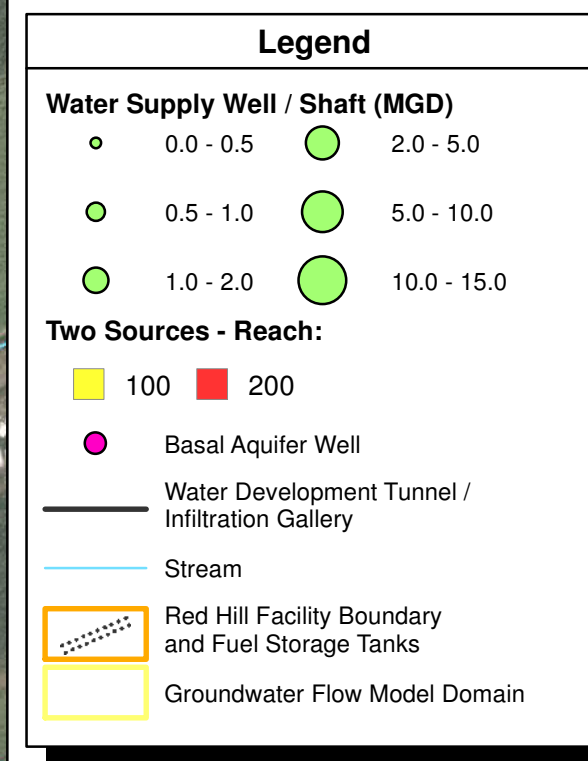 Legend
Water Supply Well / Shaft (MGD)
0.0 - 0.5 2.0 - 5.0
0.5 - 1.0 5.0 - 10.0
1.0 - 2.0 10.0 - 15.0
Two Sources - Reach:
100 200
Basal Aquifer Well
Water Development Tunnel /
Infiltration Gallery
Stream
Red Hill Facility Boundary
and Fuel Storage Tanks
Groundwater Flow Model Domain